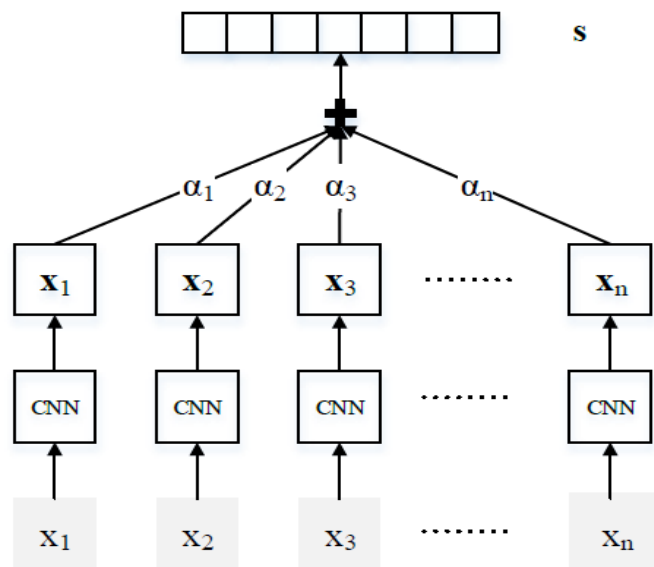 s
α1 α2 α3 αn
x1 x2 x3 ........ xn
CNN CNN CNN ........ CNN
x1 x2 x3 ........ xn